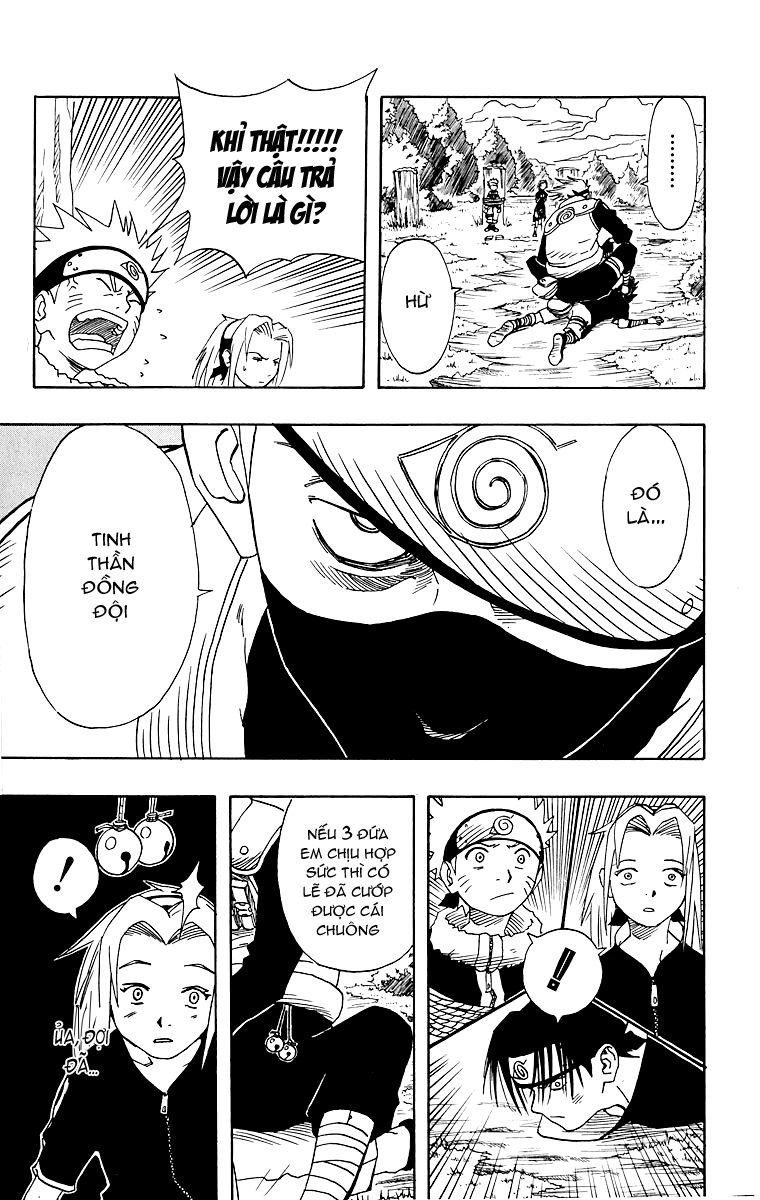 .........
HỪ
KHỈ THẬT!!!!!
VẬY CÂU TRẢ
LỜI LÀ GÌ?
ĐÓ
LÀ...
TINH
THẦN
ĐỒNG
ĐỘI
!
NẾU 3 ĐỨA
EM CHỊU HỢP
SỨC THÌ CÓ
LẼ ĐÃ CƯỚP
ĐƯỢC CÁI
CHUÔNG
!
ỦA, ĐỢI
ĐÃ...